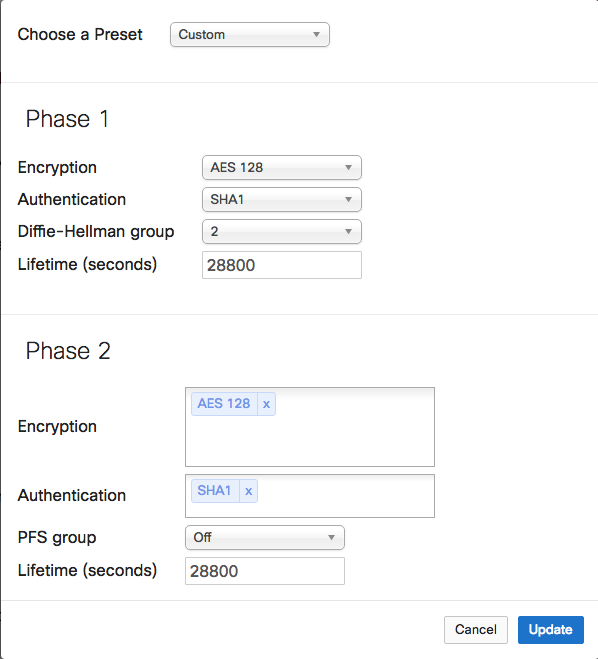 Choose a Preset Custom
Phase 1
Encryption AES 128
Authentication SHA1
Diffie-Hellman group 2
Lifetime (seconds) 28800
Phase 2
AES 128 x
Encryption
SHA1 x
Authentication
PFS group Off
Lifetime (seconds) 28800
Cancel Update